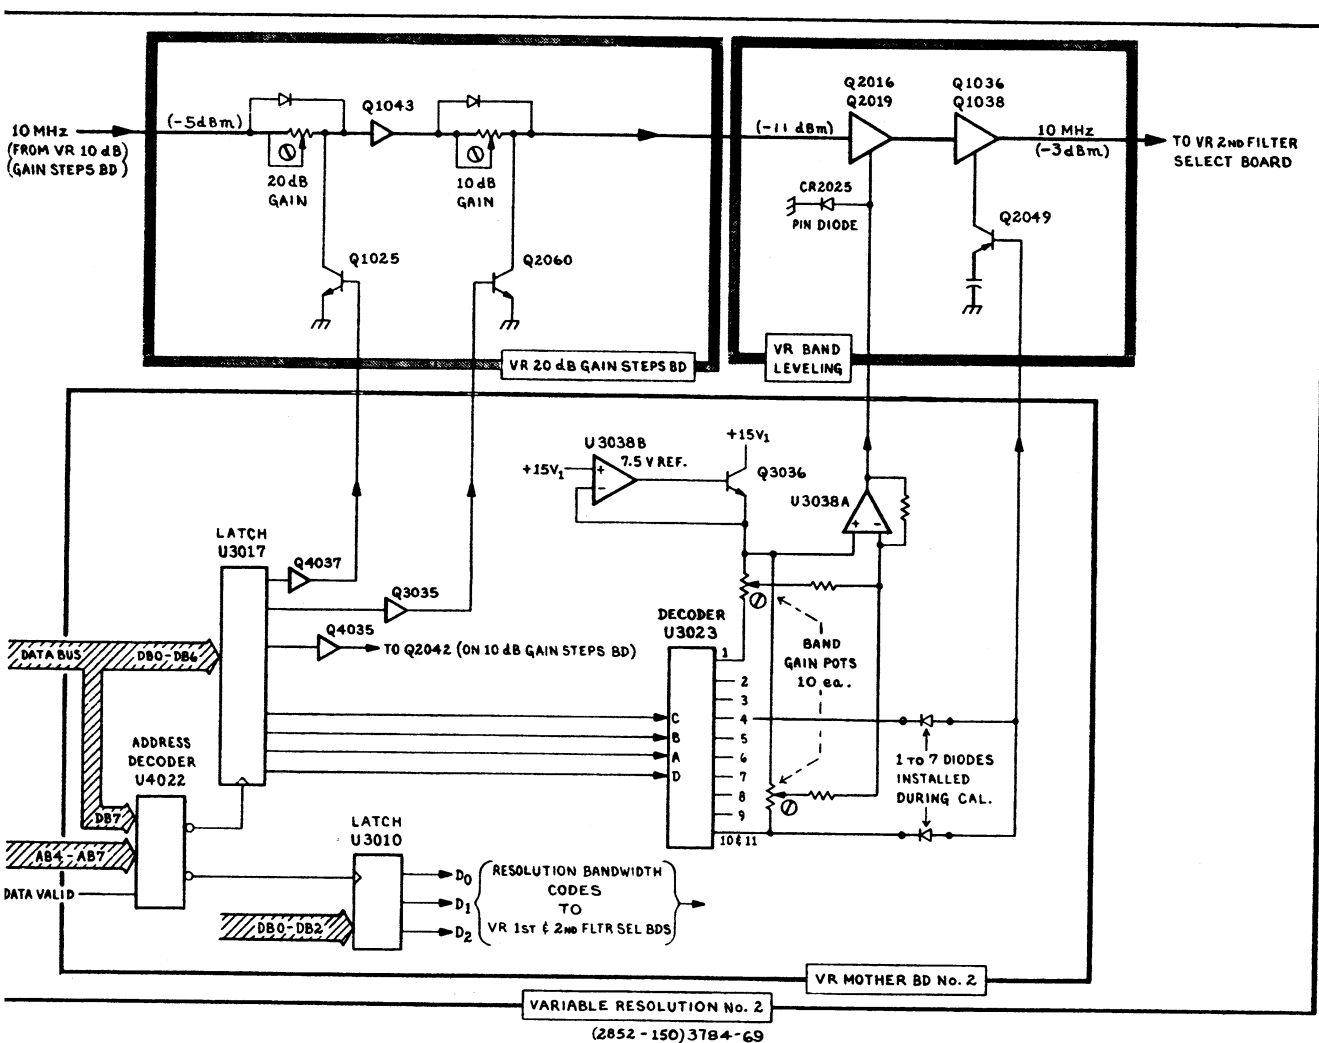 10 MHz
(FROM VR 10 dB)
(GAIN STEPS BD)
(-5dBm)
Q1043
20 dB
GAIN
10 dB
GAIN
Q1025
Q2060
VR 20 dB GAIN STEPS BD
(-11 dBm)
Q2016
Q2019
Q1036
Q1038
10 MHz
(-3dBm)
TO VR 2ND FILTER
SELECT BOARD
CR2025
PIN DIODE
Q2049
VR BAND
LEVELING
U3038B
7.5 V REF.
+15V1
+15V1
+
-
Q3036
U3038A
+ -
LATCH
U3017
Q4037
Q3035
Q4035
TO Q2042 (ON 10 dB GAIN STEPS BD)
DATA BUS
DB0-DB6
DECODER
U3023
C
B
A
D
1
2
3
4
5
6
7
8
9
10 & 11
BAND
GAIN POTS
10 ea.
1 TO 7 DIODES
INSTALLED
DURING CAL.
ADDRESS
DECODER
U4022
DB7
AB4-AB7
DATA VALID
LATCH
U3010
DB0-DB2
D0
D1
D2
RESOLUTION BANDWIDTH
CODES
TO
VR 1ST & 2ND FLTR SEL BDS
VR MOTHER BD No. 2
VARIABLE RESOLUTION No. 2
(2852-150)3784-69